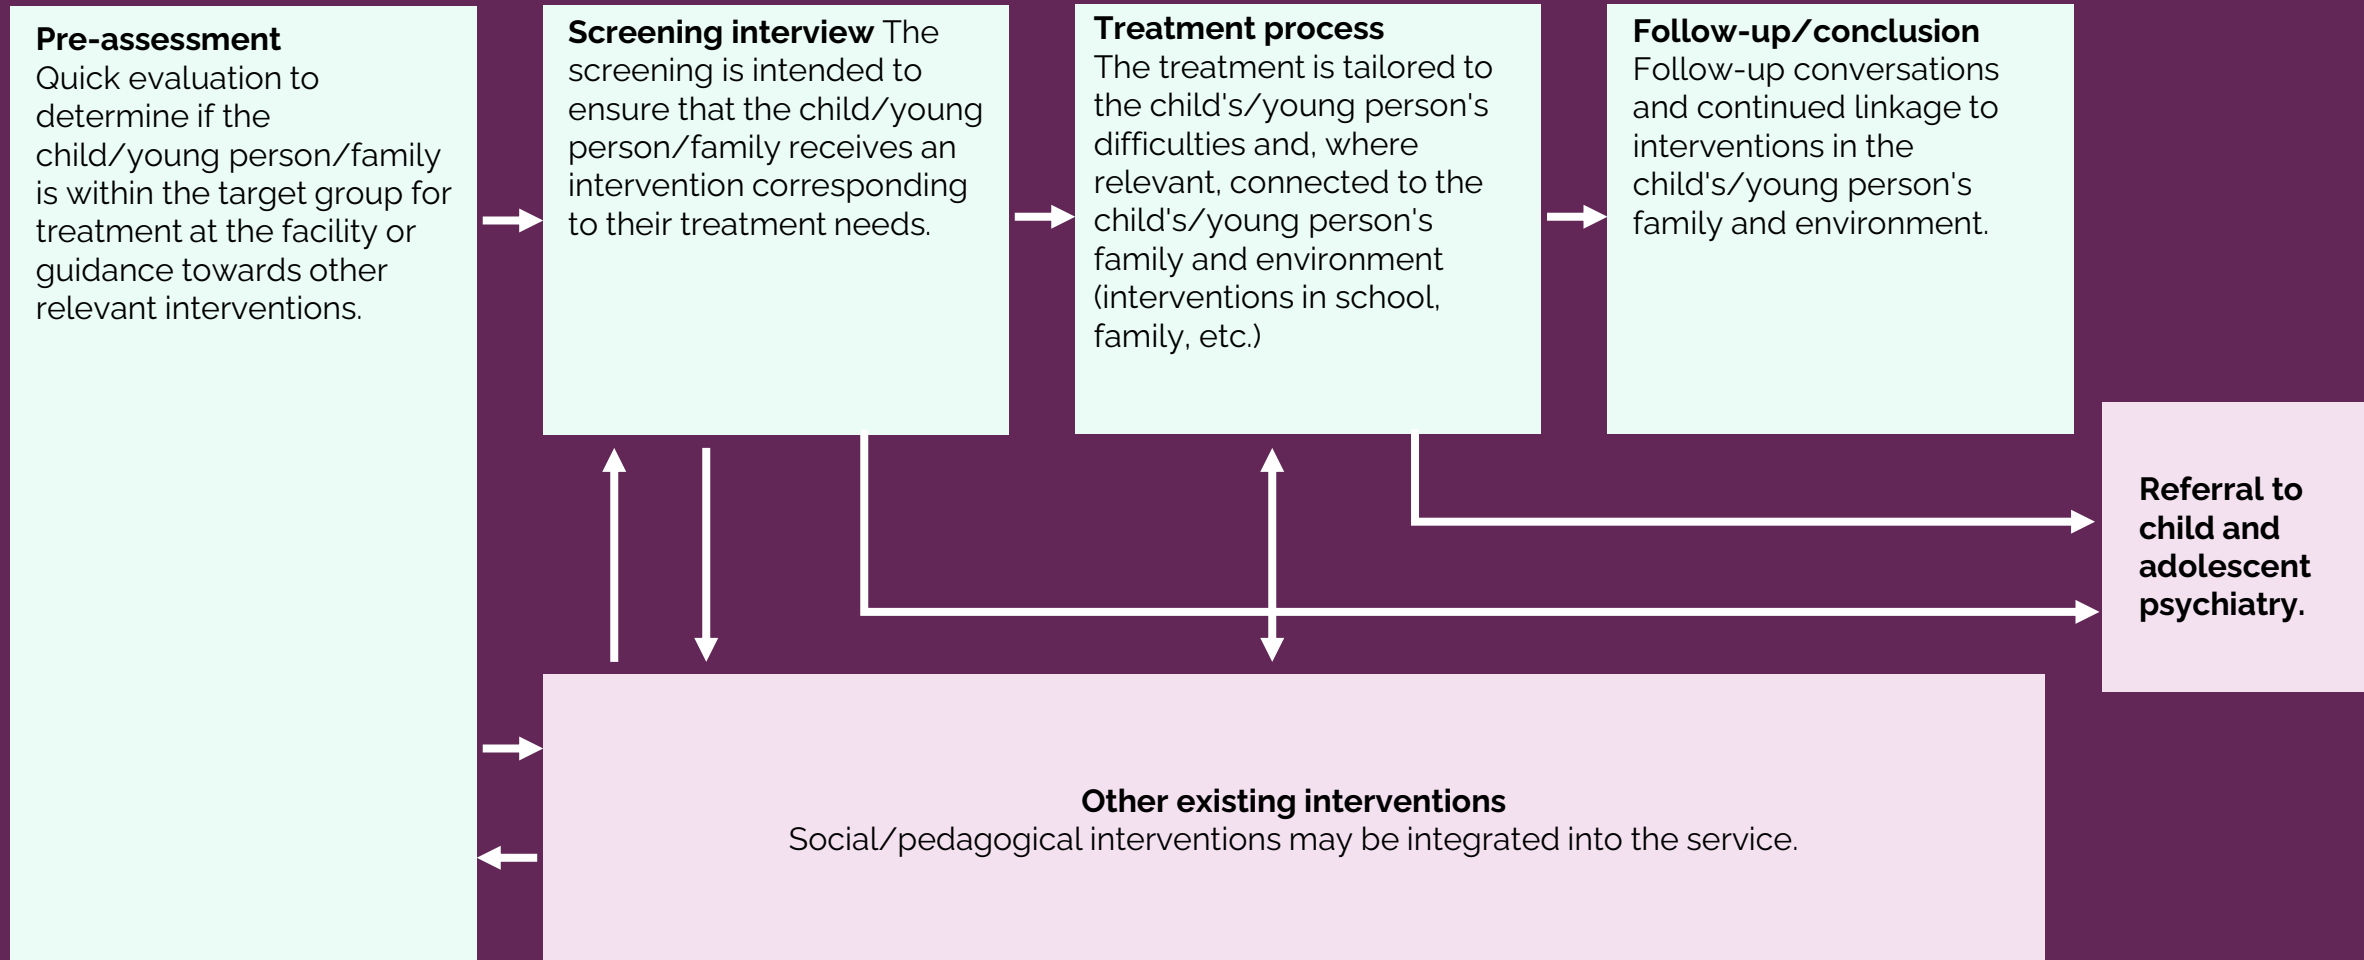 Pre-assessment
Quick evaluation to
determine if the
child/young person/family
is within the target group for
treatment at the facility or
guidance towards other
relevant interventions.
Screening interview The
screening is intended to
ensure that the child/young
person/family receives an
intervention corresponding
to their treatment needs.
Treatment process
The treatment is tailored to
the child's/young person's
difficulties and, where
relevant, connected to the
child's/young person's
family and environment
(interventions in school,
family, etc.)
Follow-up/conclusion
Follow-up conversations
and continued linkage to
interventions in the
child's/young person's
family and environment.
Referral to
child and
adolescent
psychiatry.
Other existing interventions
Social/pedagogical interventions may be integrated into the service.